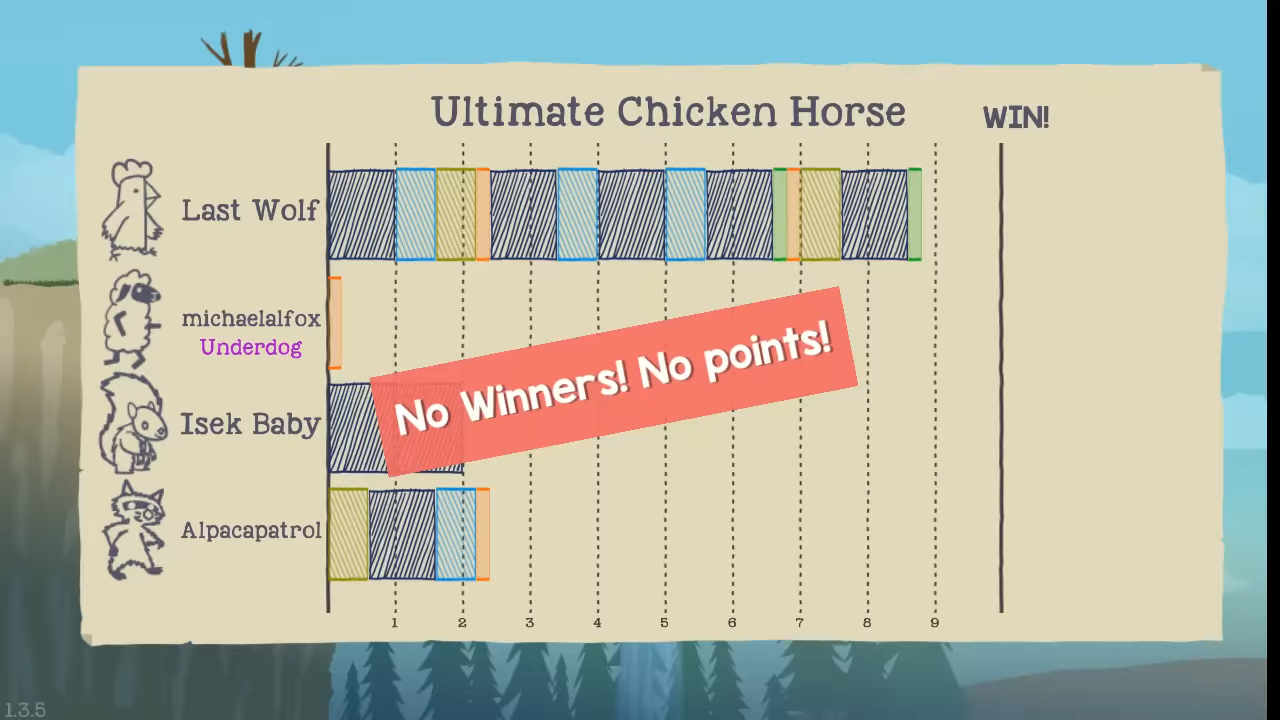 Ultimate Chicken Horse
WIN!
Last Wolf
michaelalfox
Underdog
No Winners! No points!
Isek Baby
Alpacapatrol
1 2 3 4 5 6 7 8 9
1.3.5